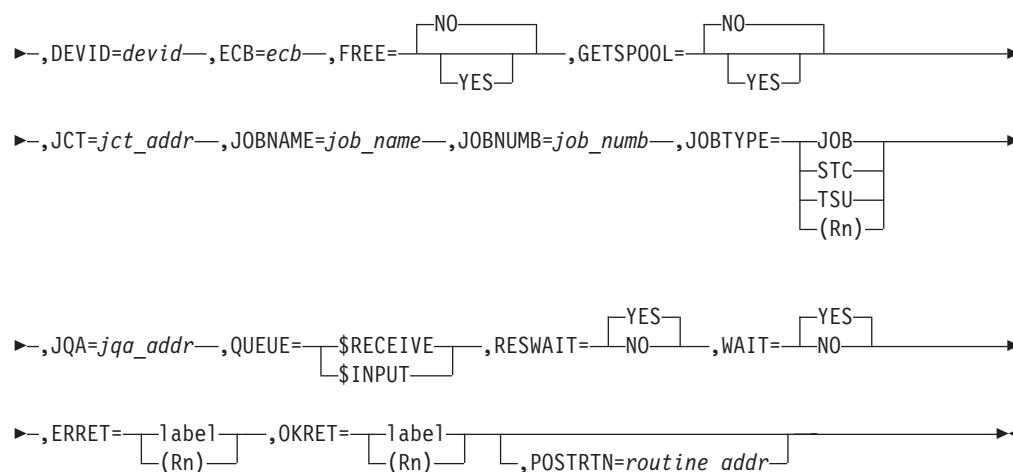 NO NO
,DEVID=devid ,ECB=ecb ,FREE= ,GETSPOOL=
YES YES
,JCT=jct_addr ,JOBNAME=job_name ,JOBNUMB=job_numb ,JOBTYPE= JOB
STC
TSU
(Rn)
YES YES
,JQA=jqa_addr ,QUEUE= $RECEIVE ,RESWAIT= NO ,WAIT= NO
$INPUT
,ERRET= label ,OKRET= label
(Rn) (Rn) ,POSTRTN=routine addr